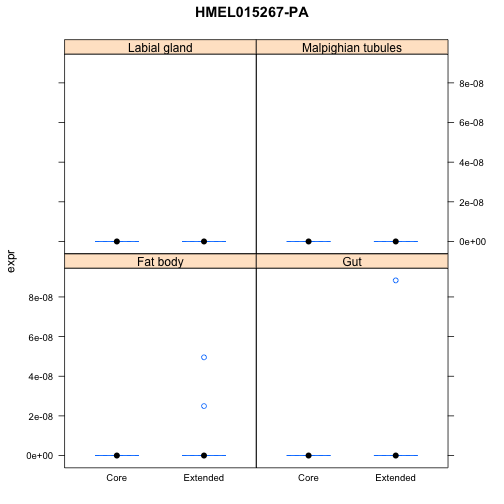 HMEL015267-PA
Labial gland
Malpighian tubules
8e-08
6e-08
4e-08
2e-08
0e+00
expr
Fat body
Gut
8e-08
6e-08
4e-08
2e-08
0e+00
Core
Extended
Core
Extended